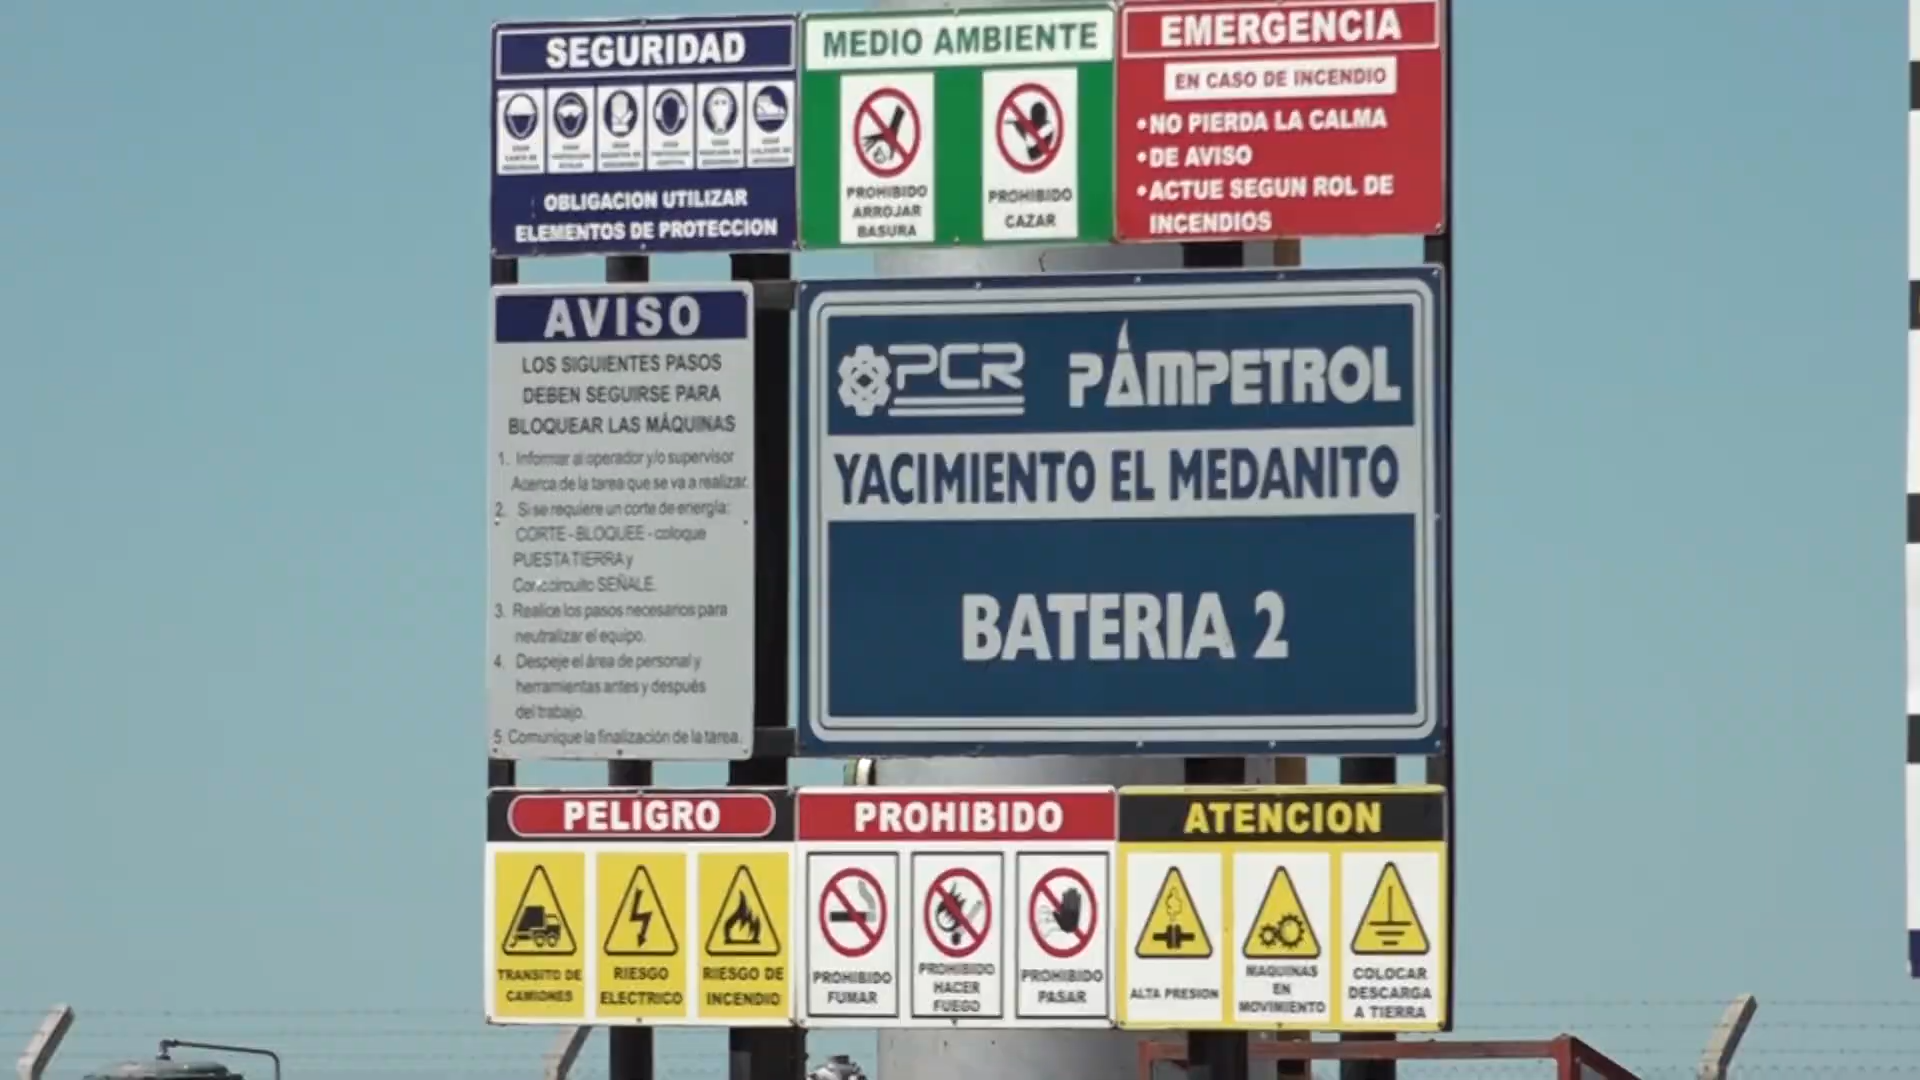 SEGURIDAD
OBLIGACION UTILIZAR
ELEMENTOS DE PROTECCION
MEDIO AMBIENTE
PROHIBIDO
ARROJAR
BASURA
PROHIBIDO
CAZAR
EMERGENCIA
EN CASO DE INCENDIO
• NO PIERDA LA CALMA
• DE AVISO
• ACTUE SEGUN ROL DE
INCENDIOS
AVISO
LOS SIGUIENTES PASOS
DEBEN SEGUIRSE PARA
BLOQUEAR LAS MÁQUINAS
1. Informar al operador y/o supervisor
Acerca de la tarea que se va a realizar.
2. Si se requiere un corte de energía:
CORTE - BLOQUEE - coloque
PUESTA TIERRA y
SEÑALE.
3. Realice los pasos necesarios para
neutralizar el equipo.
4. Despeje el área de personal y
herramientas antes y después
del trabajo.
5. Comunique la finalización de la tarea.
PCR PAMPETROL
YACIMIENTO EL MEDANITO
BATERIA 2
PELIGRO
TRANSITO DE
CAMIONES
RIESGO
ELECTRICO
RIESGO DE
INCENDIO
PROHIBIDO
PROHIBIDO
FUMAR
PROHIBIDO
HACER
FUEGO
PROHIBIDO
PASAR
ATENCION
ALTA PRESION
MAQUINAS
EN
MOVIMIENTO
COLOCAR
DESCARGA
A TIERRA